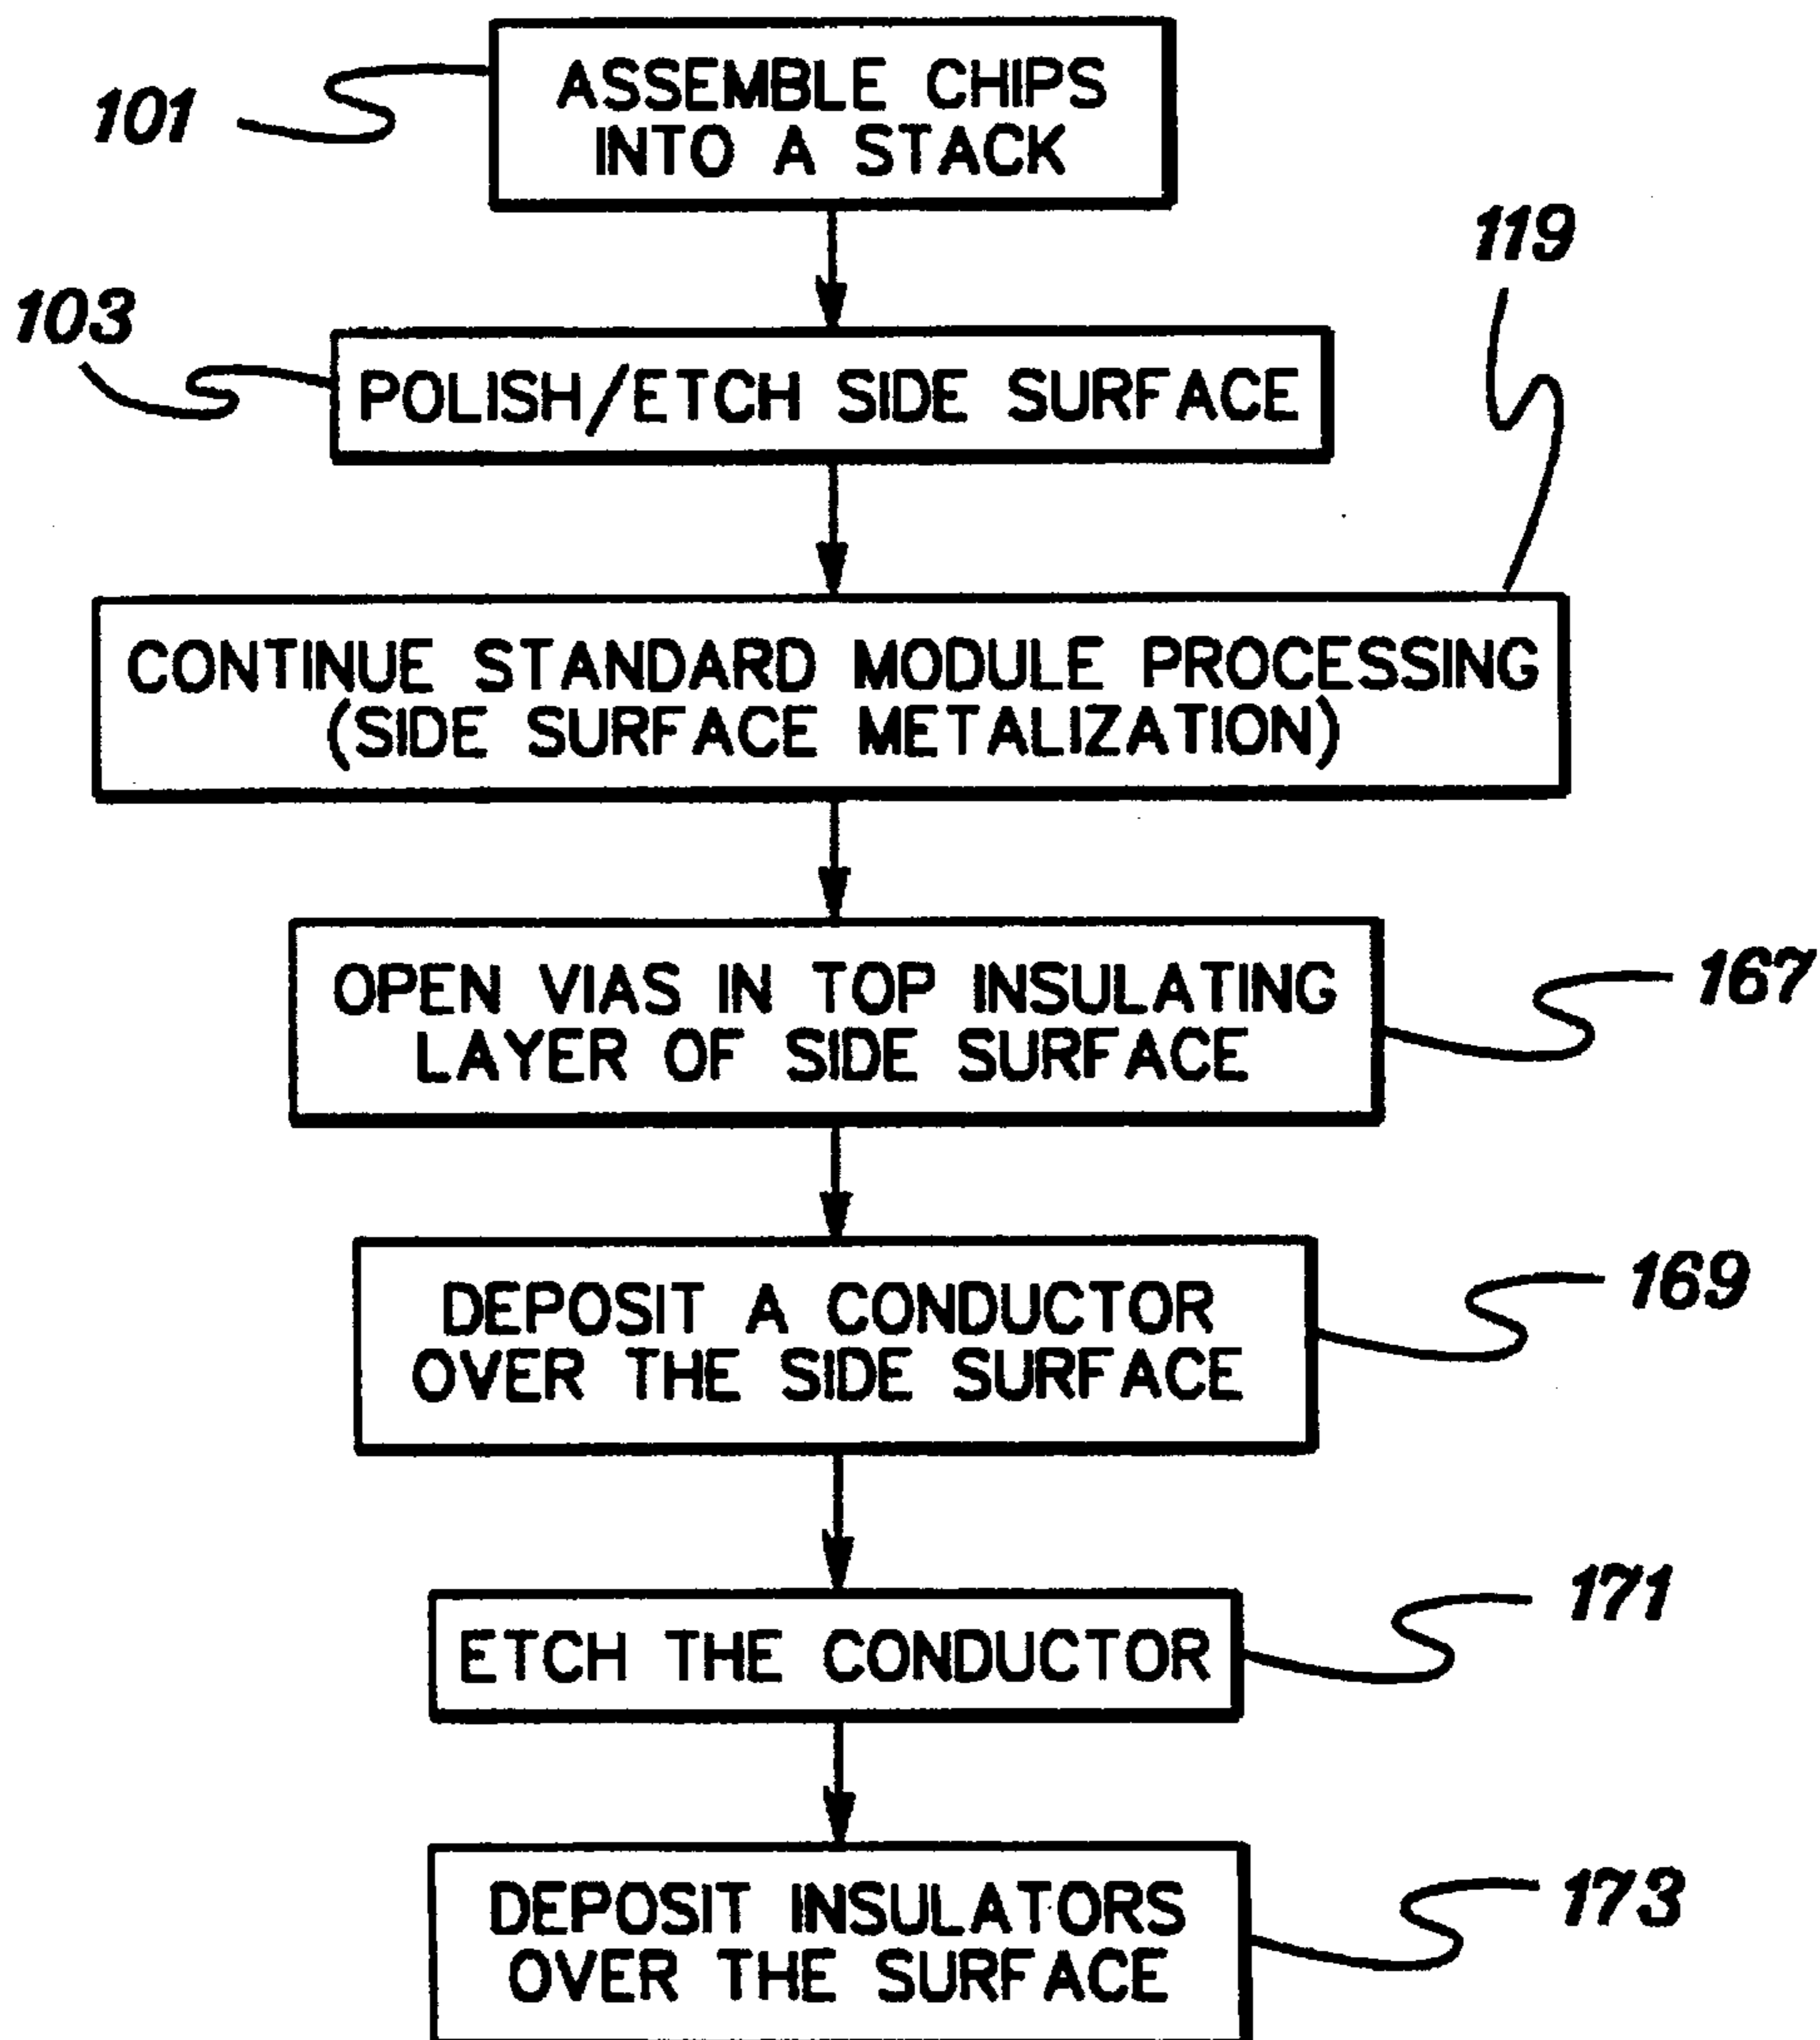 101
ASSEMBLE CHIPS
INTO A STACK
119
103
POLISH/ETCH SIDE SURFACE
CONTINUE STANDARD MODULE PROCESSING
(SIDE SURFACE METALIZATION)
OPEN VIAS IN TOP INSULATING
LAYER OF SIDE SURFACE
167
DEPOSIT A CONDUCTOR
OVER THE SIDE SURFACE
169
ETCH THE CONDUCTOR
171
DEPOSIT INSULATORS
OVER THE SURFACE
173